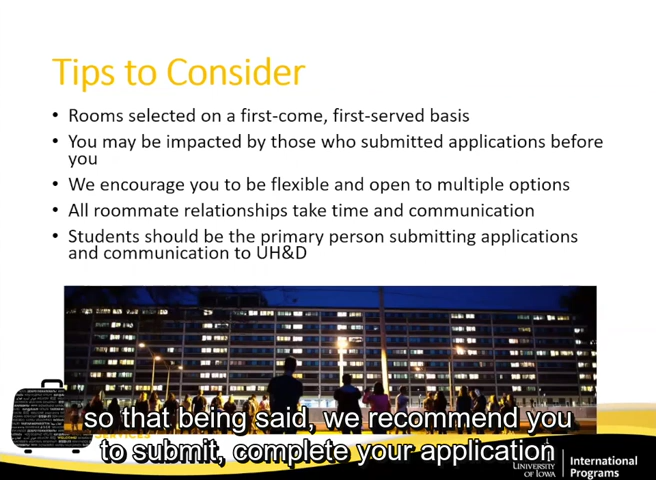 Tips to Consider
• Rooms selected on a first-come, first-served basis
• You may be impacted by those who submitted applications before
you
• We encourage you to be flexible and open to multiple options
• All roommate relationships take time and communication
• Students should be the primary person submitting applications
and communication to UH&D
so that being said, we recommend you
to submit, complete your application
UNIVERSITY
OF IOWA
International
Programs